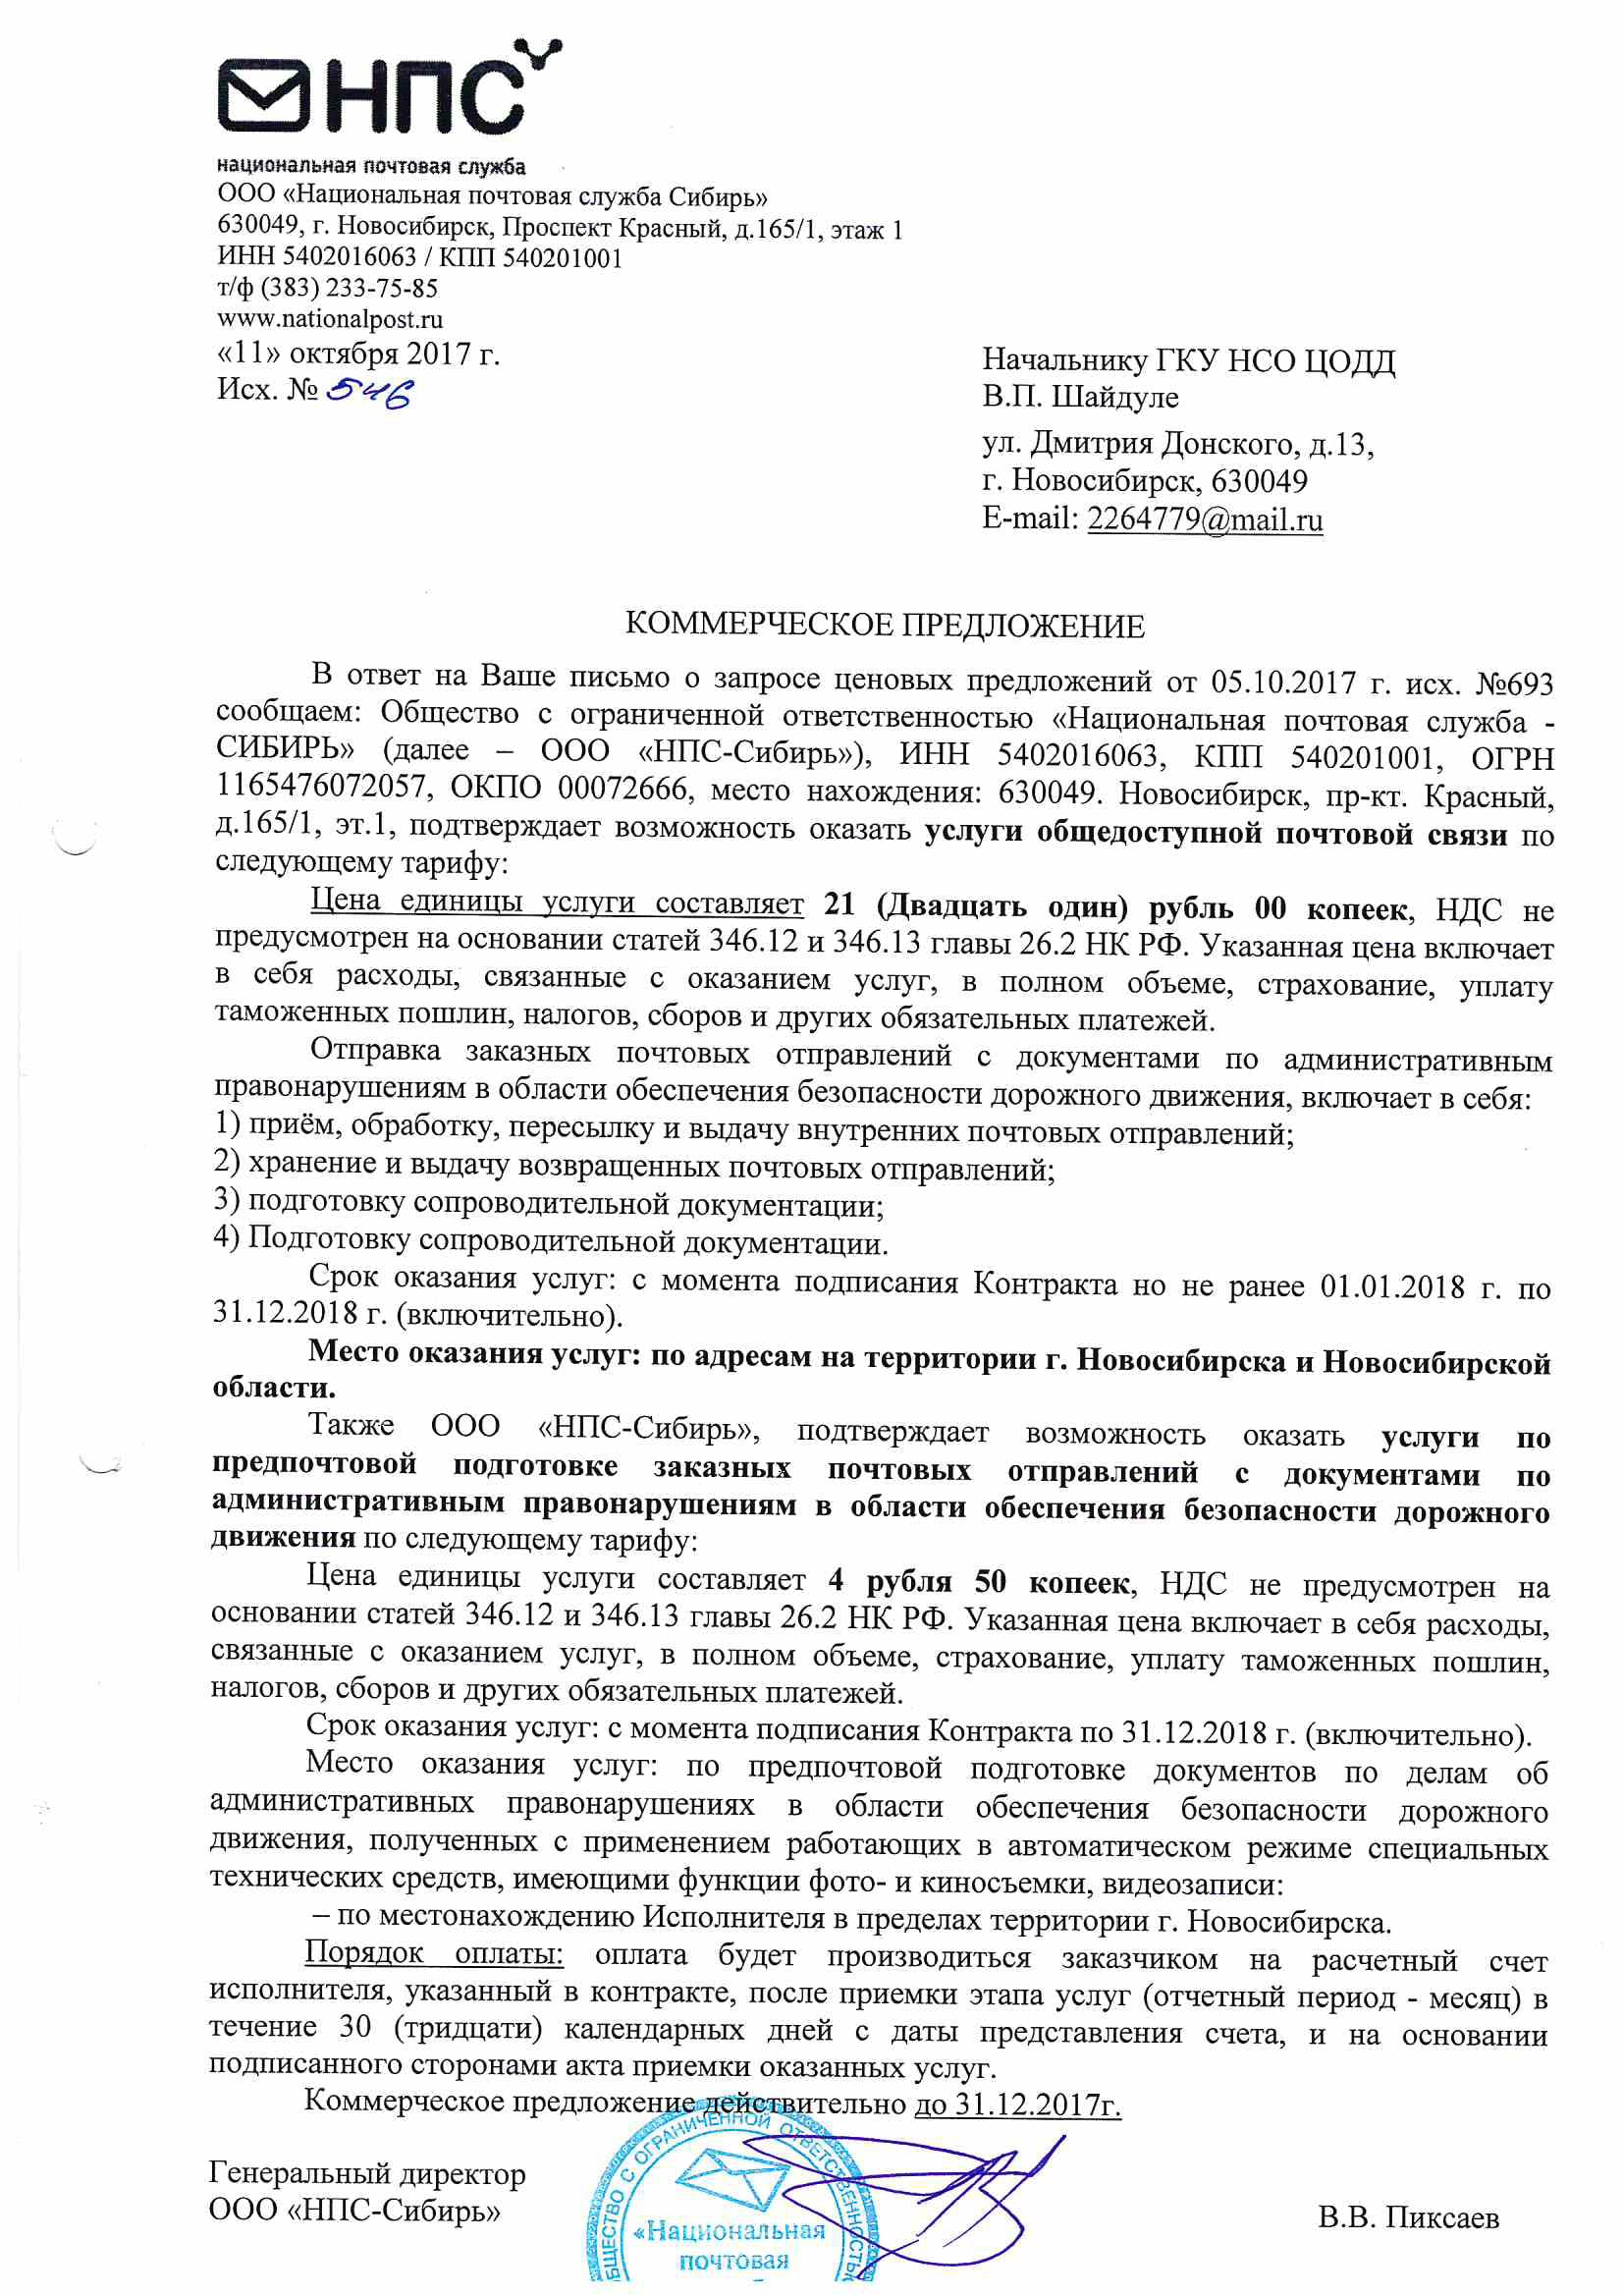 НПС
национальная почтовая служба
ООО «Национальная почтовая служба Сибирь»
630049, г. Новосибирск, Проспект Красный, д.165/1, этаж 1
ИНН 5402016063 / КПП 540201001
т/ф (383) 233-75-85
www.nationalpost.ru
«11» октября 2017 г.
Исх. № 546
Начальнику ГКУ НСО ЦОДД
В.П. Шайдуле
ул. Дмитрия Донского, д.13,
г. Новосибирск, 630049
E-mail: 2264779@mail.ru
КОММЕРЧЕСКОЕ ПРЕДЛОЖЕНИЕ
В ответ на Ваше письмо о запросе ценовых предложений от 05.10.2017 г. исх. №693
сообщаем: Общество с ограниченной ответственностью «Национальная почтовая служба -
СИБИРЬ» (далее – ООО «НПС-Сибирь»), ИНН 5402016063, КПП 540201001, ОГРН
1165476072057, ОКПО 00072666, место нахождения: 630049. Новосибирск, пр-кт. Красный,
д.165/1, эт.1, подтверждает возможность оказать услуги общедоступной почтовой связи по
следующему тарифу:
Цена единицы услуги составляет 21 (Двадцать один) рубль 00 копеек, НДС не
предусмотрен на основании статей 346.12 и 346.13 главы 26.2 НК РФ. Указанная цена включает
в себя расходы, связанные с оказанием услуг, в полном объеме, страхование, уплату
таможенных пошлин, налогов, сборов и других обязательных платежей.
Отправка заказных почтовых отправлений с документами по административным
правонарушениям в области обеспечения безопасности дорожного движения, включает в себя:
1) приём, обработку, пересылку и выдачу внутренних почтовых отправлений;
2) хранение и выдачу возвращенных почтовых отправлений;
3) подготовку сопроводительной документации;
4) Подготовку сопроводительной документации.
Срок оказания услуг: с момента подписания Контракта но не ранее 01.01.2018 г. по
31.12.2018 г. (включительно).
Место оказания услуг: по адресам на территории г. Новосибирска и Новосибирской
области.
Также ООО «НПС-Сибирь», подтверждает возможность оказать услуги по
предпочтовой подготовке заказных почтовых отправлений с документами по
административным правонарушениям в области обеспечения безопасности дорожного
движения по следующему тарифу:
Цена единицы услуги составляет 4 рубля 50 копеек, НДС не предусмотрен на
основании статей 346.12 и 346.13 главы 26.2 НК РФ. Указанная цена включает в себя расходы,
связанные с оказанием услуг, в полном объеме, страхование, уплату таможенных пошлин,
налогов, сборов и других обязательных платежей.
Срок оказания услуг: с момента подписания Контракта по 31.12.2018 г. (включительно).
Место оказания услуг: по предпочтовой подготовке документов по делам об
административных правонарушениях в области обеспечения безопасности дорожного
движения, полученных с применением работающих в автоматическом режиме специальных
технических средств, имеющими функции фото- и киносъемки, видеозаписи:
– по местонахождению Исполнителя в пределах территории г. Новосибирска.
Порядок оплаты: оплата будет производиться заказчиком на расчетный счет
исполнителя, указанный в контракте, после приемки этапа услуг (отчетный период - месяц) в
течение 30 (тридцати) календарных дней с даты представления счета, и на основании
подписанного сторонами акта приемки оказанных услуг.
Коммерческое предложение действительно до 31.12.2017г.
Генеральный директор
ООО «НПС-Сибирь»
В.В. Пиксаев
С ОГРАНИЧЕННОЙ ОТВЕТСТВЕННОСТЬЮ
«Национальная
почтовая